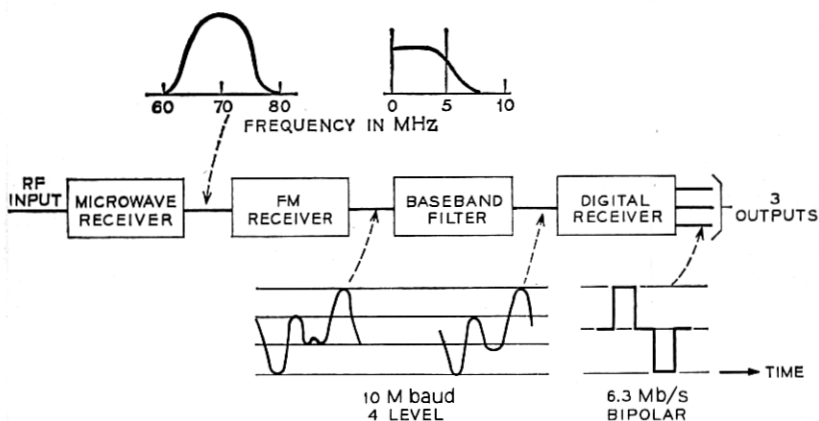 60 70 80
0 5 10
FREQUENCY IN MHz
RF
INPUT
MICROWAVE
RECEIVER
FM
RECEIVER
BASEBAND
FILTER
DIGITAL
RECEIVER
3
OUTPUTS
TIME
10 M baud
4 LEVEL
6.3 Mb/s
BIPOLAR